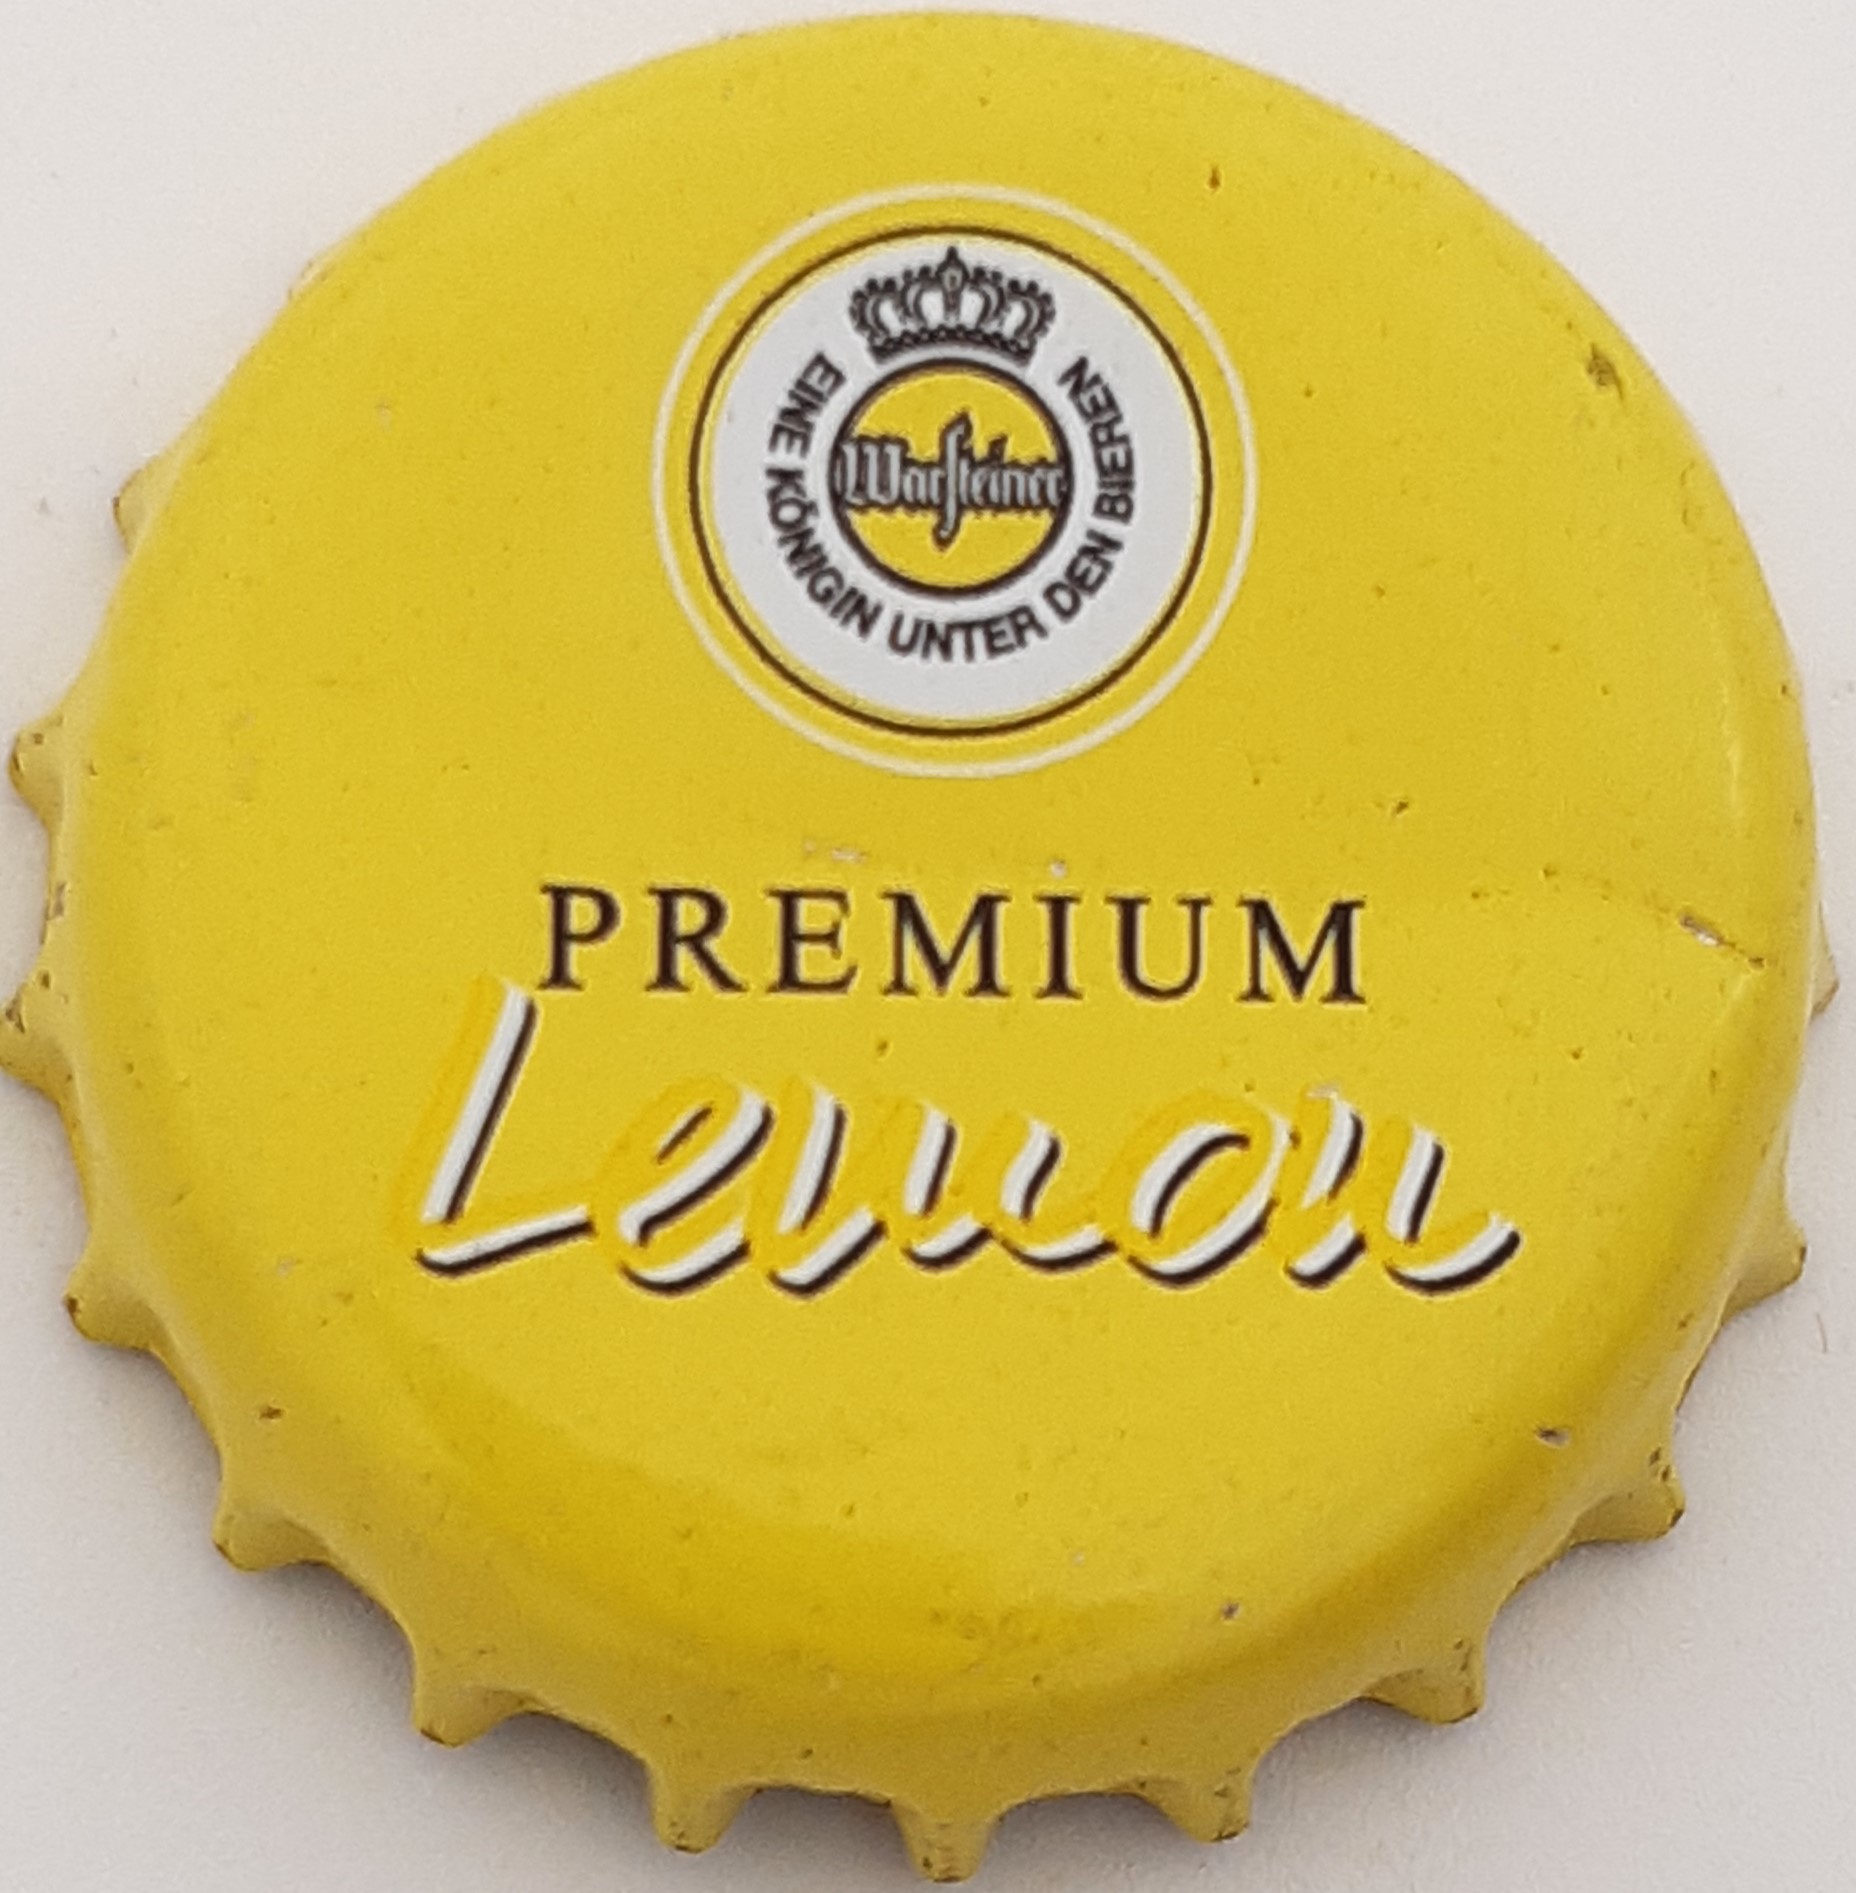 EINE KÖNIGIN UNTER DEN BIEREN
Warsteiner
PREMIUM
Lemon